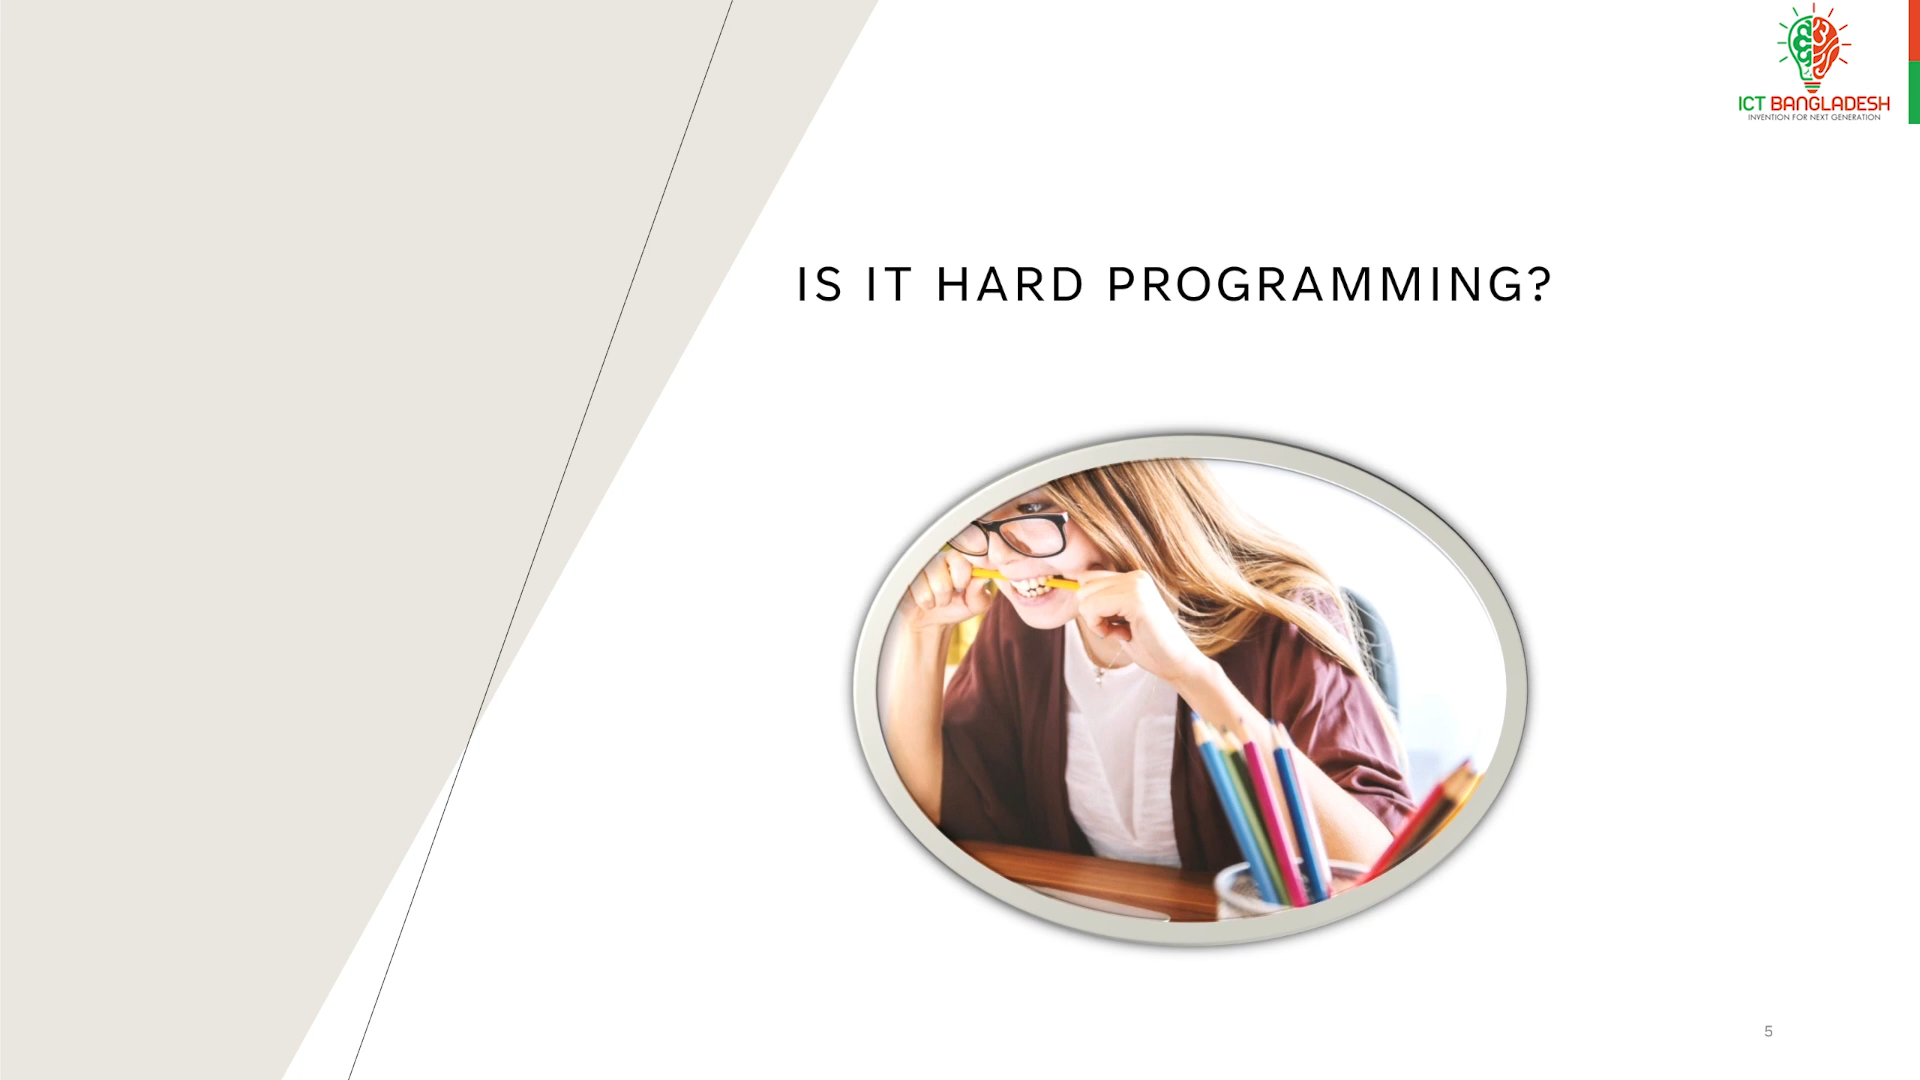 ICT BANGLADESH
INVENTION FOR NEXT GENERATION
IS IT HARD PROGRAMMING?
5